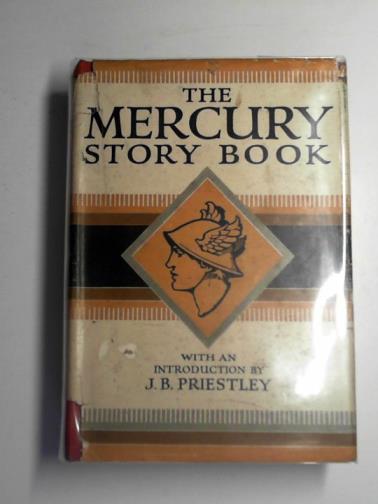 THE
MERCURY
STORY BOOK
WITH AN
INTRODUCTION BY
J. B. PRIESTLEY